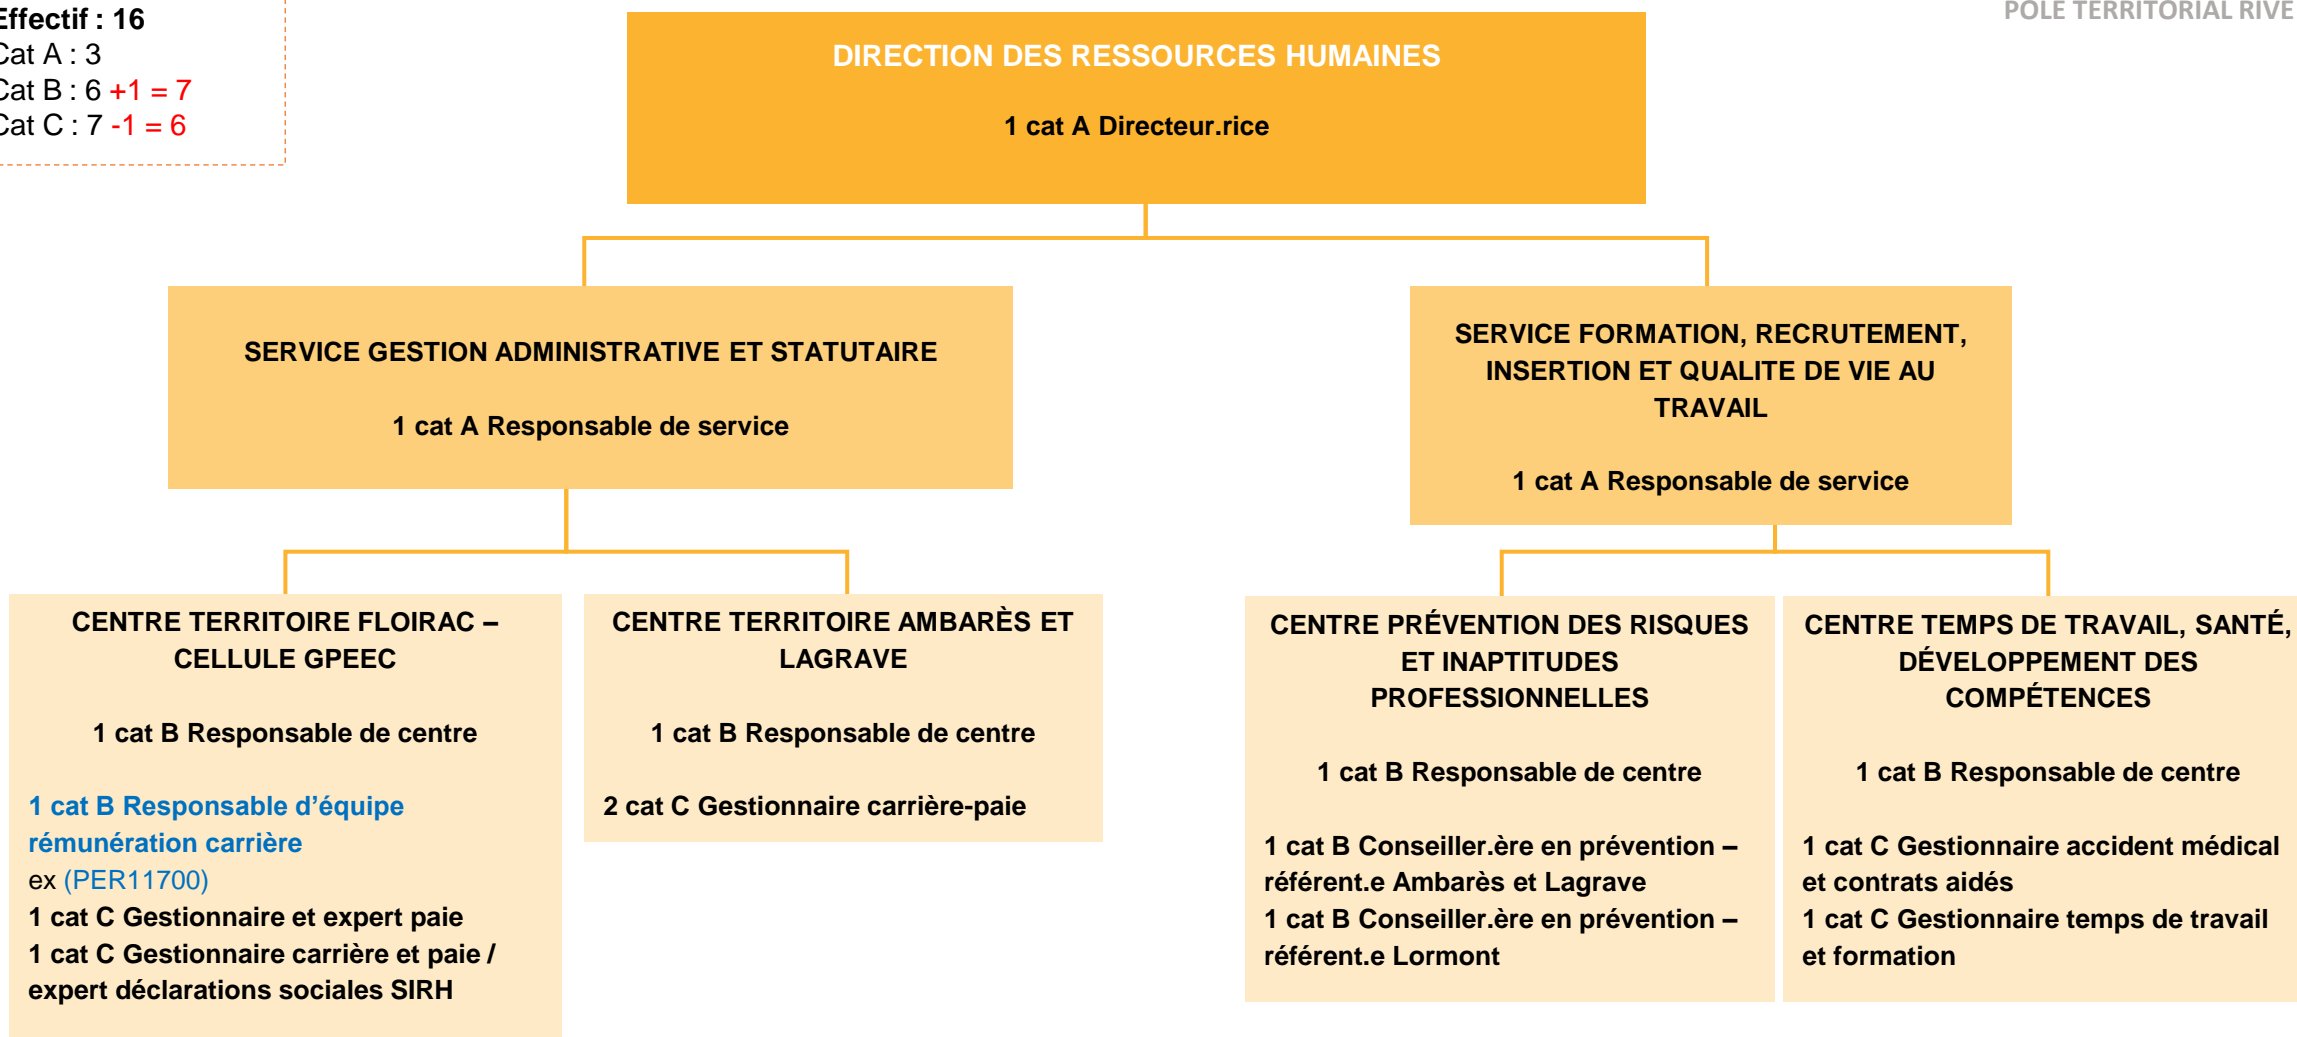 Effectif : 16
Cat A : 3
Cat B : 6 +1 = 7
Cat C : 7 -1 = 6
POLE TERRITORIAL RIVE
DIRECTION DES RESSOURCES HUMAINES
1 cat A Directeur.rice
SERVICE GESTION ADMINISTRATIVE ET STATUTAIRE
1 cat A Responsable de service
SERVICE FORMATION, RECRUTEMENT,
INSERTION ET QUALITE DE VIE AU
TRAVAIL
1 cat A Responsable de service
CENTRE TERRITOIRE FLOIRAC –
CELLULE GPEEC
1 cat B Responsable de centre
1 cat B Responsable d’équipe
rémunération carrière
ex (PER11700)
1 cat C Gestionnaire et expert paie
1 cat C Gestionnaire carrière et paie /
expert déclarations sociales SIRH
CENTRE TERRITOIRE AMBARÈS ET
LAGRAVE
1 cat B Responsable de centre
2 cat C Gestionnaire carrière-paie
CENTRE PRÉVENTION DES RISQUES
ET INAPTITUDES
PROFESSIONNELLES
1 cat B Responsable de centre
1 cat B Conseiller.ère en prévention –
référent.e Ambarès et Lagrave
1 cat B Conseiller.ère en prévention –
référent.e Lormont
CENTRE TEMPS DE TRAVAIL, SANTÉ,
DÉVELOPPEMENT DES
COMPÉTENCES
1 cat B Responsable de centre
1 cat C Gestionnaire accident médical
et contrats aidés
1 cat C Gestionnaire temps de travail
et formation